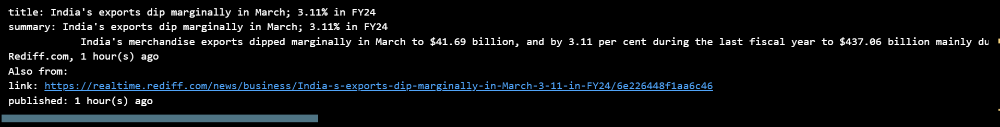 title: India's exports dip marginally in March; 3.11% in FY24
summary: India's exports dip marginally in March; 3.11% in FY24
India's merchandise exports dipped marginally in March to $41.69 billion, and by 3.11 per cent during the last fiscal year to $437.06 billion mainly du
Rediff.com, 1 hour(s) ago
Also from:
link: https://realtime.rediff.com/news/business/India-s-exports-dip-marginally-in-March-3-11-in-FY24/6e226448f1aa6c46
published: 1 hour(s) ago